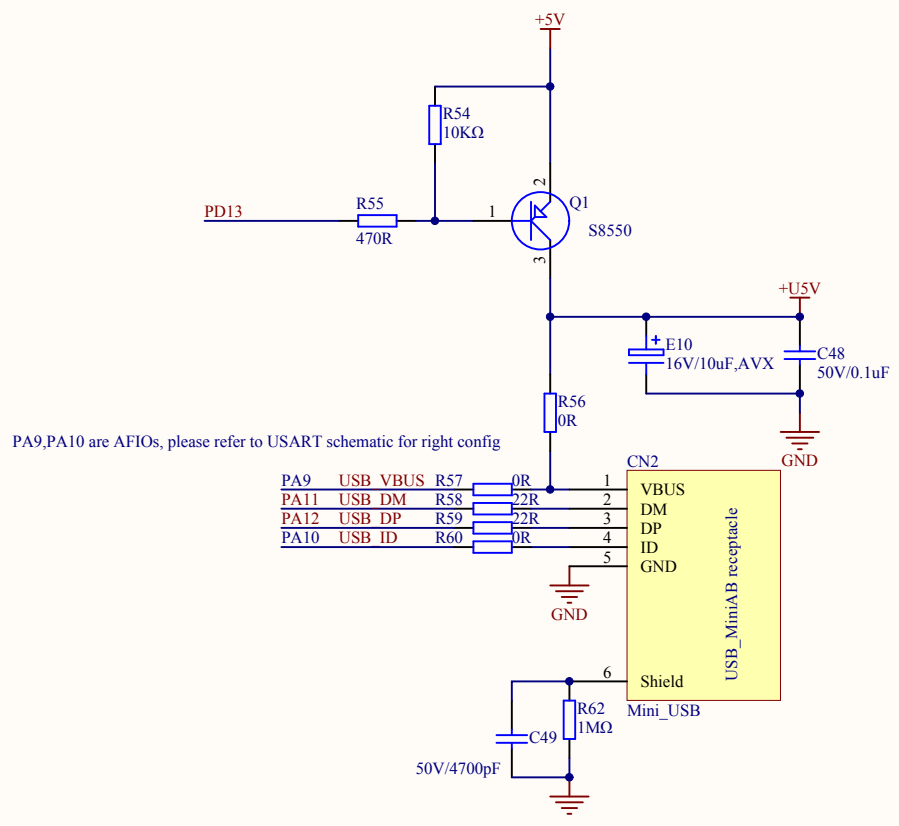 +5V
R54
10KΩ
2
Q1
PD13
R55
470R
1
S8550
3
+U5V
E10
16V/10uF,AVX
C48
50V/0.1uF
R56
0R
GND
PA9,PA10 are AFIOs, please refer to USART schematic for right config
CN2
PA9 USB_VBUS R57 0R 1 VBUS
PA11 USB_DM R58 22R 2 DM
PA12 USB_DP R59 22R 3 DP
PA10 USB_ID R60 0R 4 ID
5 GND
GND
USB_MiniAB receptacle
6 Shield
Mini_USB
R62
1MΩ
C49
50V/4700pF